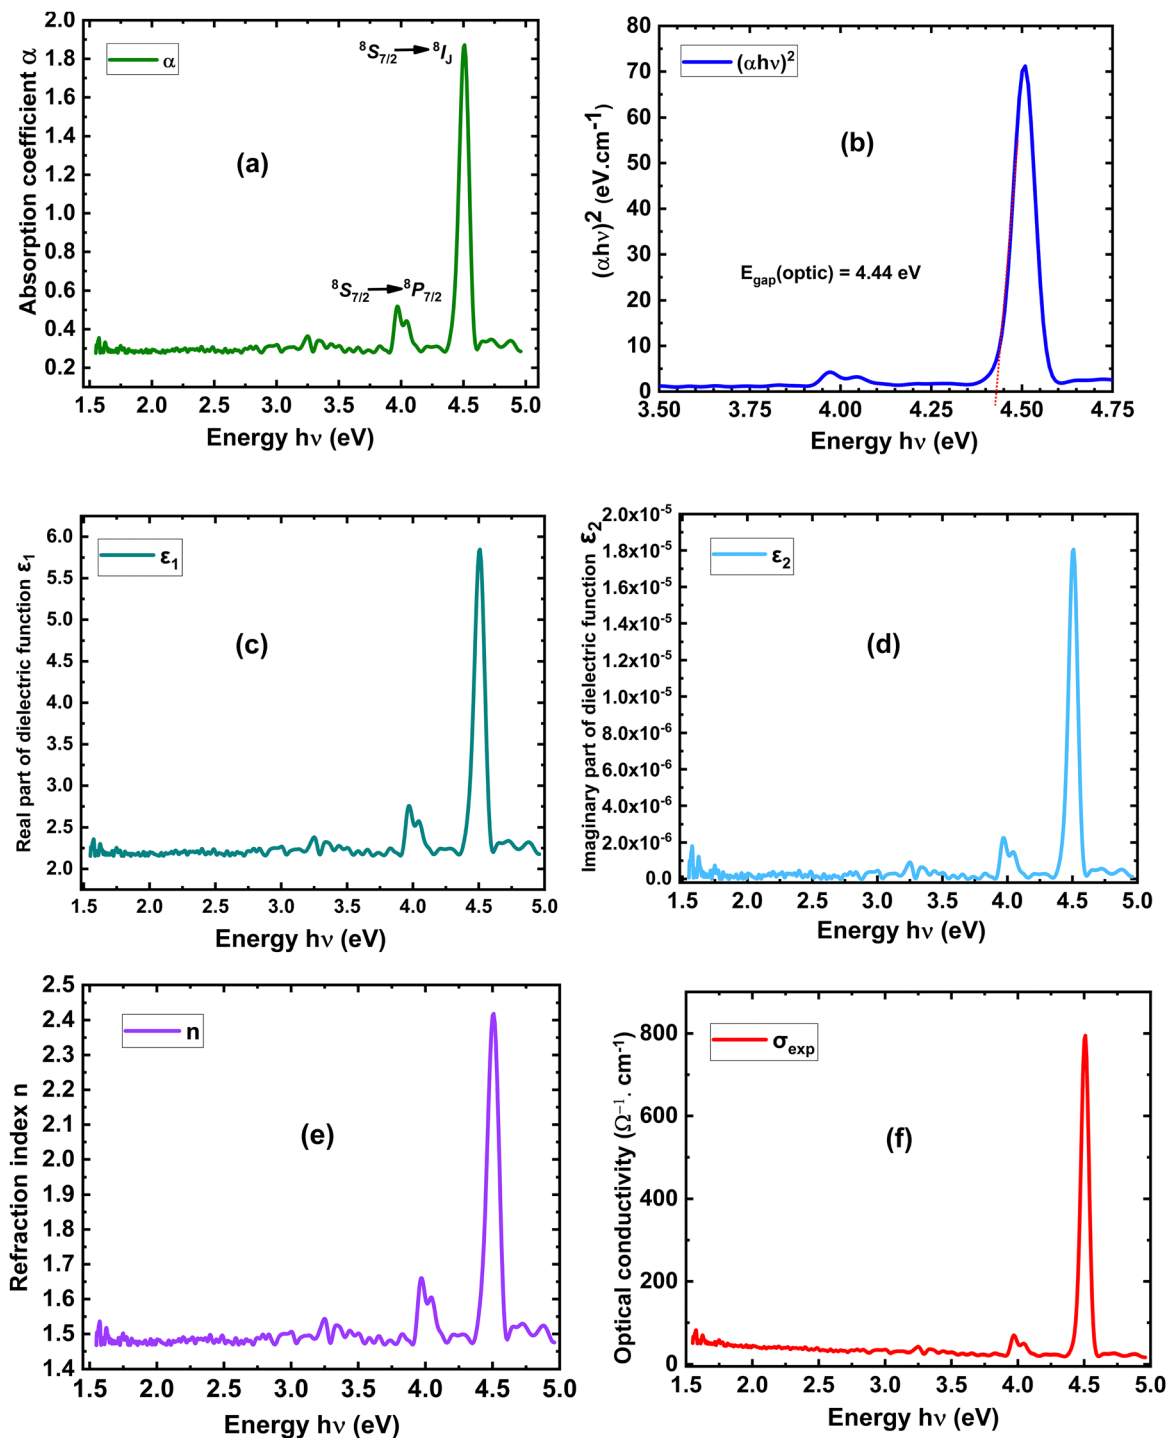 α
⁸S₇/₂ → ⁸I_J
(a)
⁸S₇/₂ → ⁸P₇/₂
Absorption coefficient α
2.0
1.8
1.6
1.4
1.2
1.0
0.8
0.6
0.4
0.2
1.5 2.0 2.5 3.0 3.5 4.0 4.5 5.0
Energy hν (eV)
(αhν)²
(b)
E_gap(optic) = 4.44 eV
(αhν)² (eV.cm⁻¹)
80
70
60
50
40
30
20
10
0
3.50 3.75 4.00 4.25 4.50 4.75
Energy hν (eV)
ε₁
(c)
Real part of dielectric function ε₁
6.0
5.5
5.0
4.5
4.0
3.5
3.0
2.5
2.0
1.5 2.0 2.5 3.0 3.5 4.0 4.5 5.0
Energy hν (eV)
ε₂
(d)
Imaginary part of dielectric function ε₂
2.0x10⁻⁵
1.8x10⁻⁵
1.6x10⁻⁵
1.4x10⁻⁵
1.2x10⁻⁵
1.0x10⁻⁵
8.0x10⁻⁶
6.0x10⁻⁶
4.0x10⁻⁶
2.0x10⁻⁶
0.0
1.5 2.0 2.5 3.0 3.5 4.0 4.5 5.0
Energy hν (eV)
n
(e)
Refraction index n
2.5
2.4
2.3
2.2
2.1
2.0
1.9
1.8
1.7
1.6
1.5
1.4
1.5 2.0 2.5 3.0 3.5 4.0 4.5 5.0
Energy hν (eV)
σ_exp
(f)
Optical conductivity (Ω⁻¹. cm⁻¹)
800
600
400
200
0
1.5 2.0 2.5 3.0 3.5 4.0 4.5 5.0
Energy hν (eV)